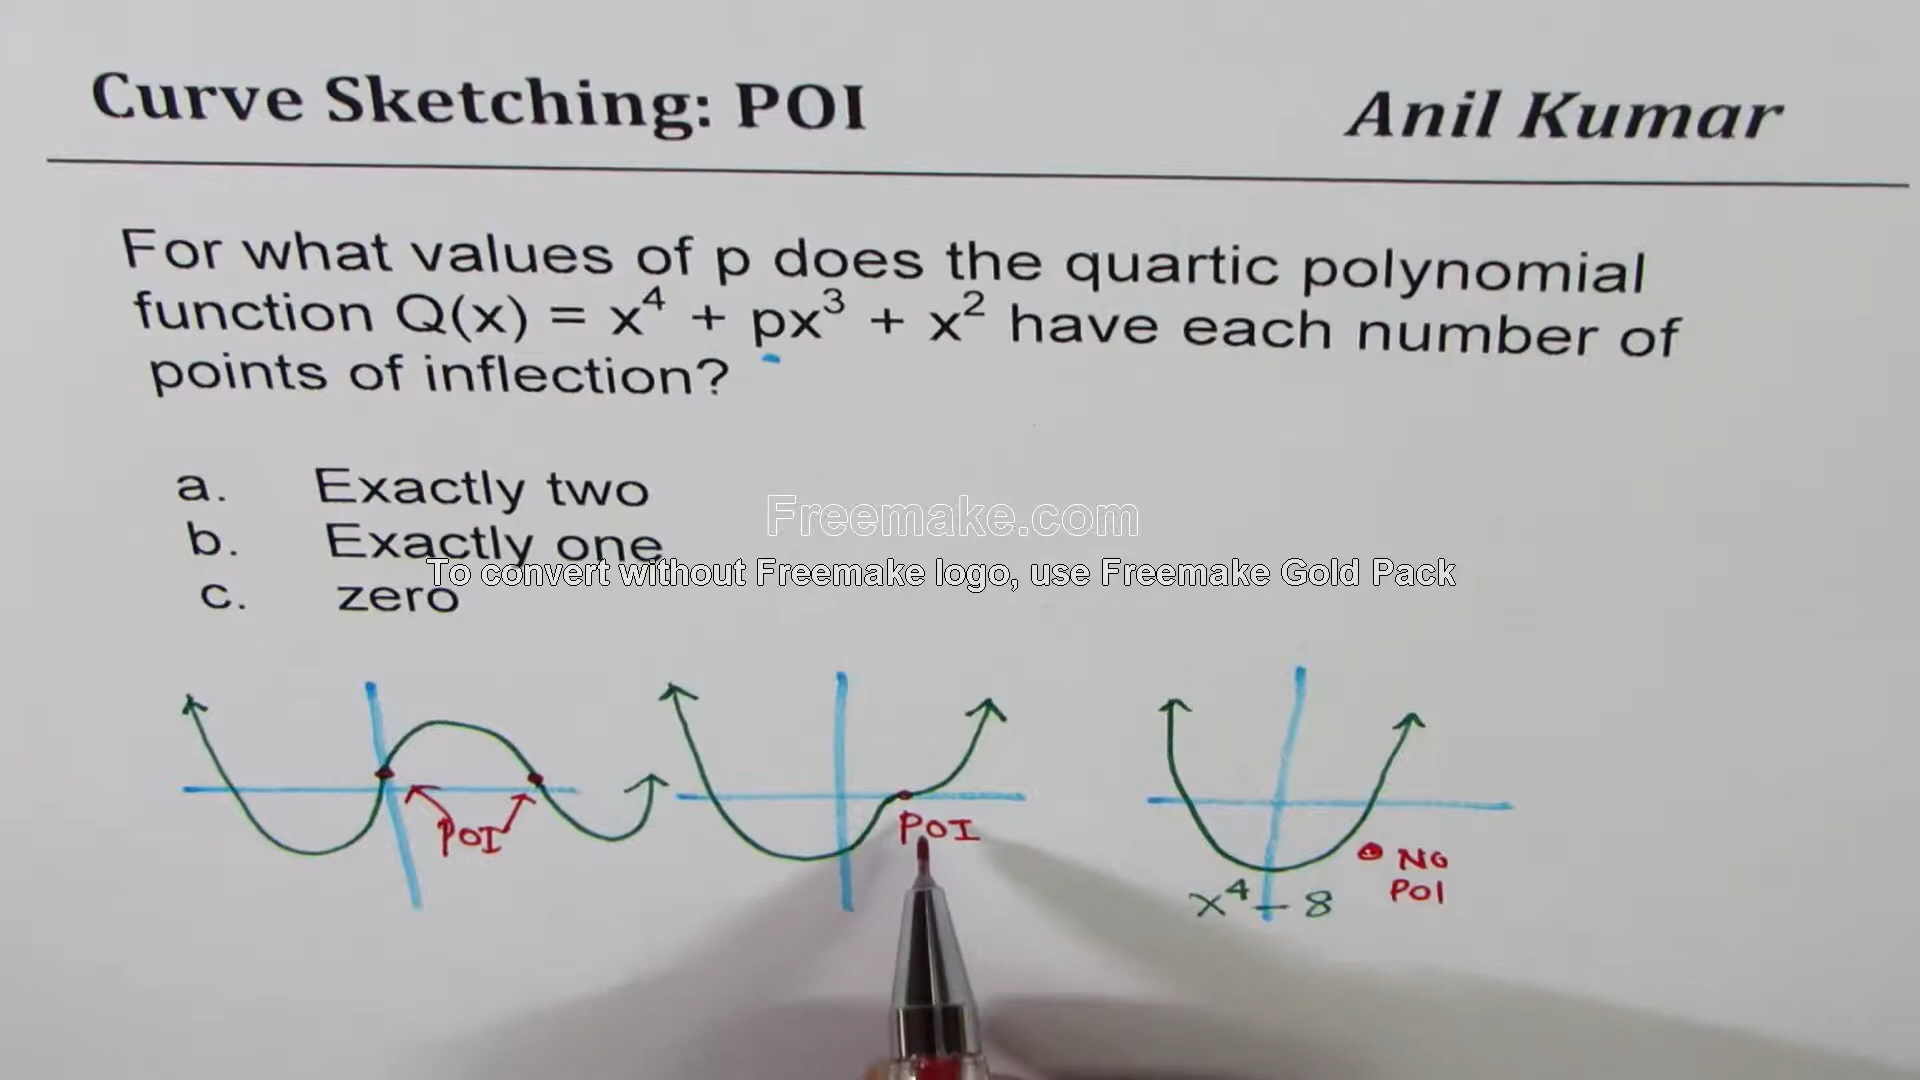 Curve Sketching: POI
Anil Kumar
For what values of p does the quartic polynomial
function Q(x) = x⁴ + px³ + x² have each number of
points of inflection?
a. Exactly two
b. Exactly one
c. zero
Freemake.com
To convert without Freemake logo, use Freemake Gold Pack
POI
POI
NO
POI
x⁴ - 8